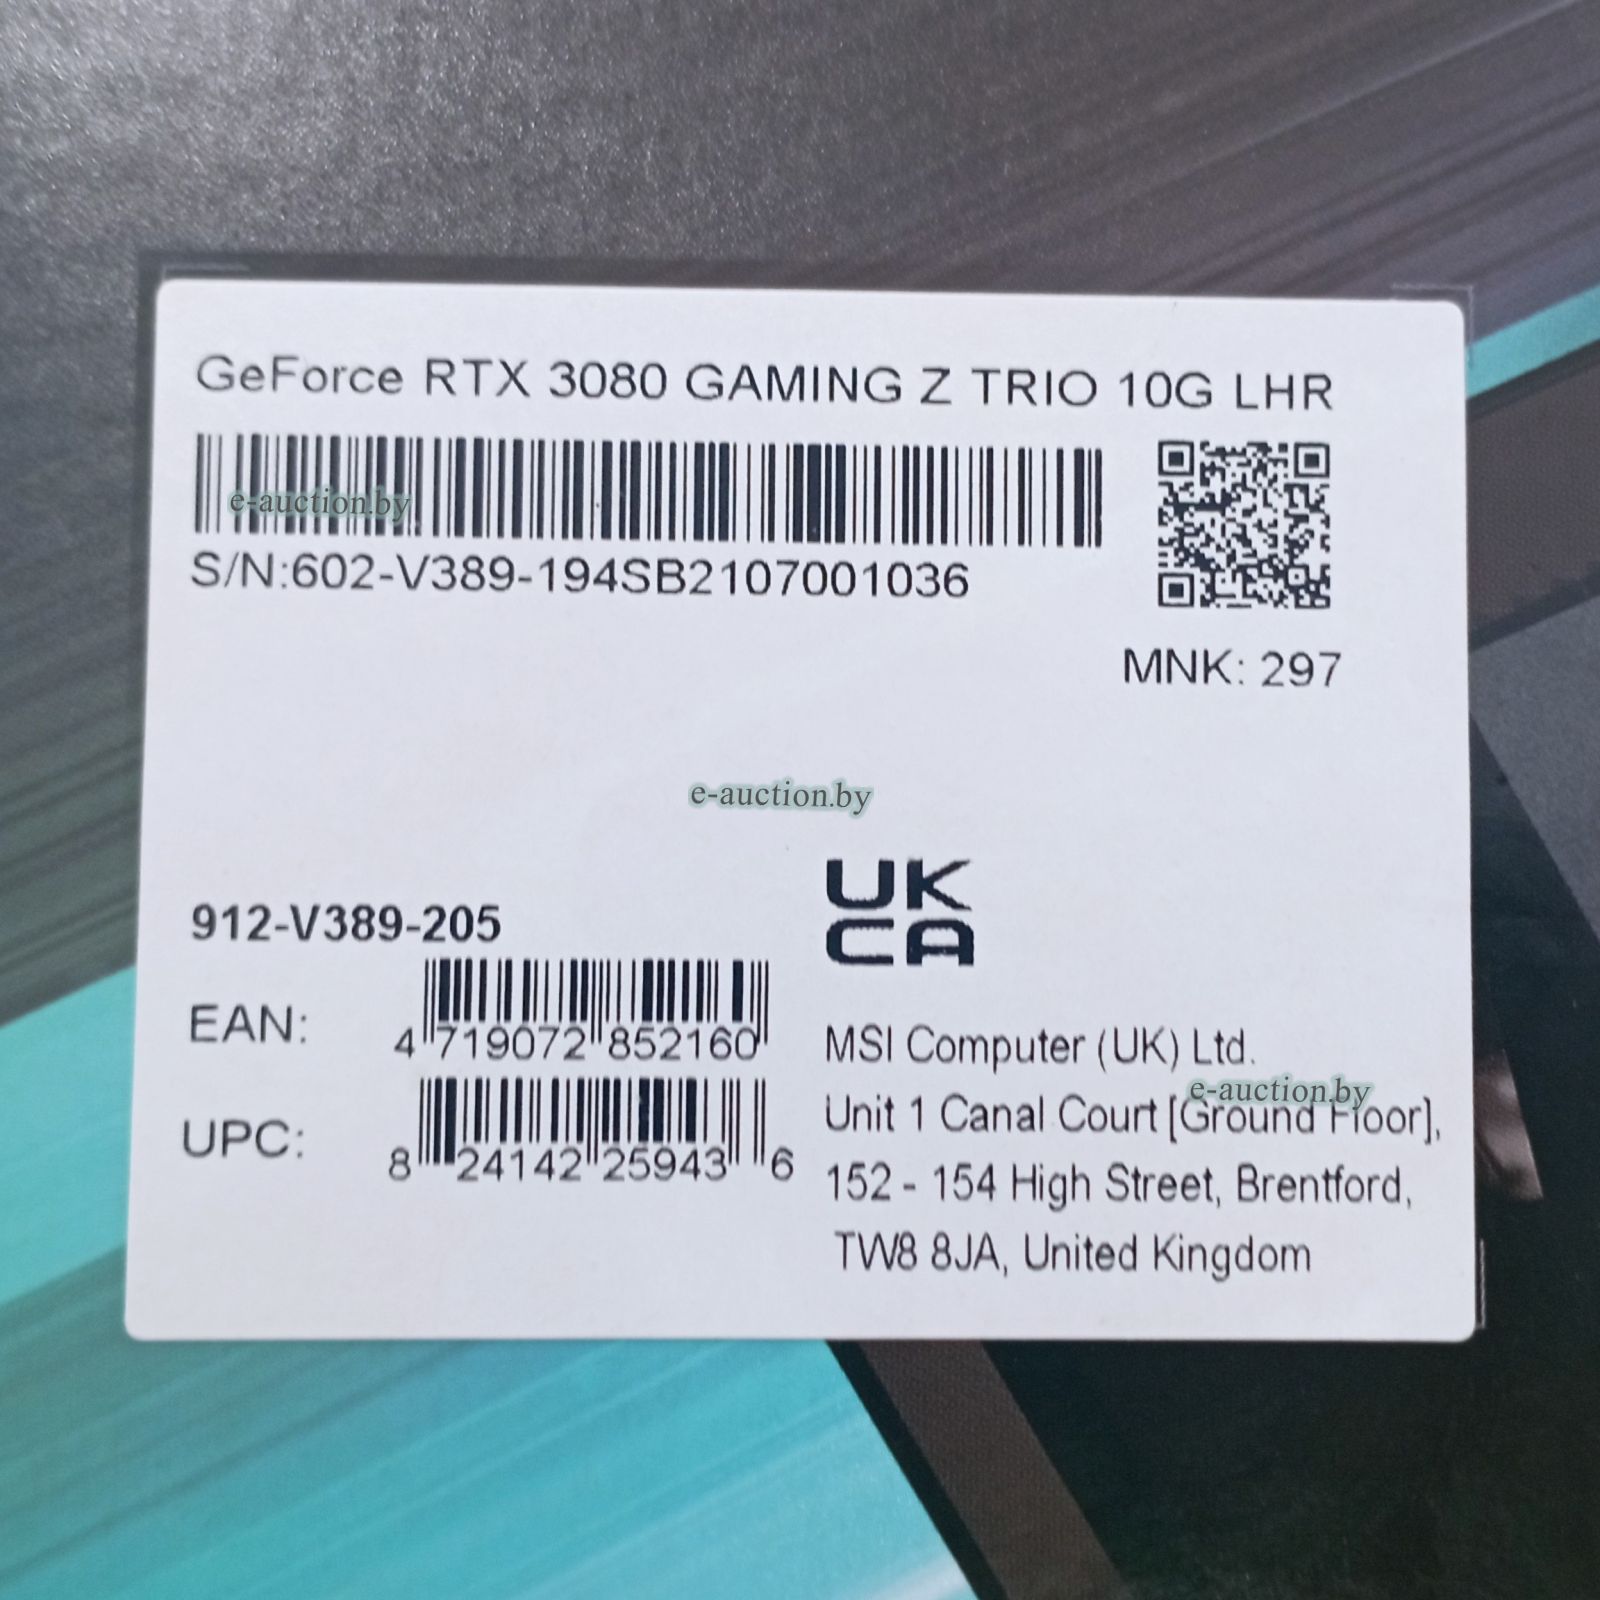 GeForce RTX 3080 GAMING Z TRIO 10G LHR
e-auction.by
S/N:602-V389-194SB2107001036
MNK: 297
e-auction.by
912-V389-205
UK
CA
EAN:
4 719072 852160
UPC:
8 24142 25943 6
MSI Computer (UK) Ltd.
e-auction.by
Unit 1 Canal Court [Ground Floor],
152 - 154 High Street, Brentford,
TW8 8JA, United Kingdom